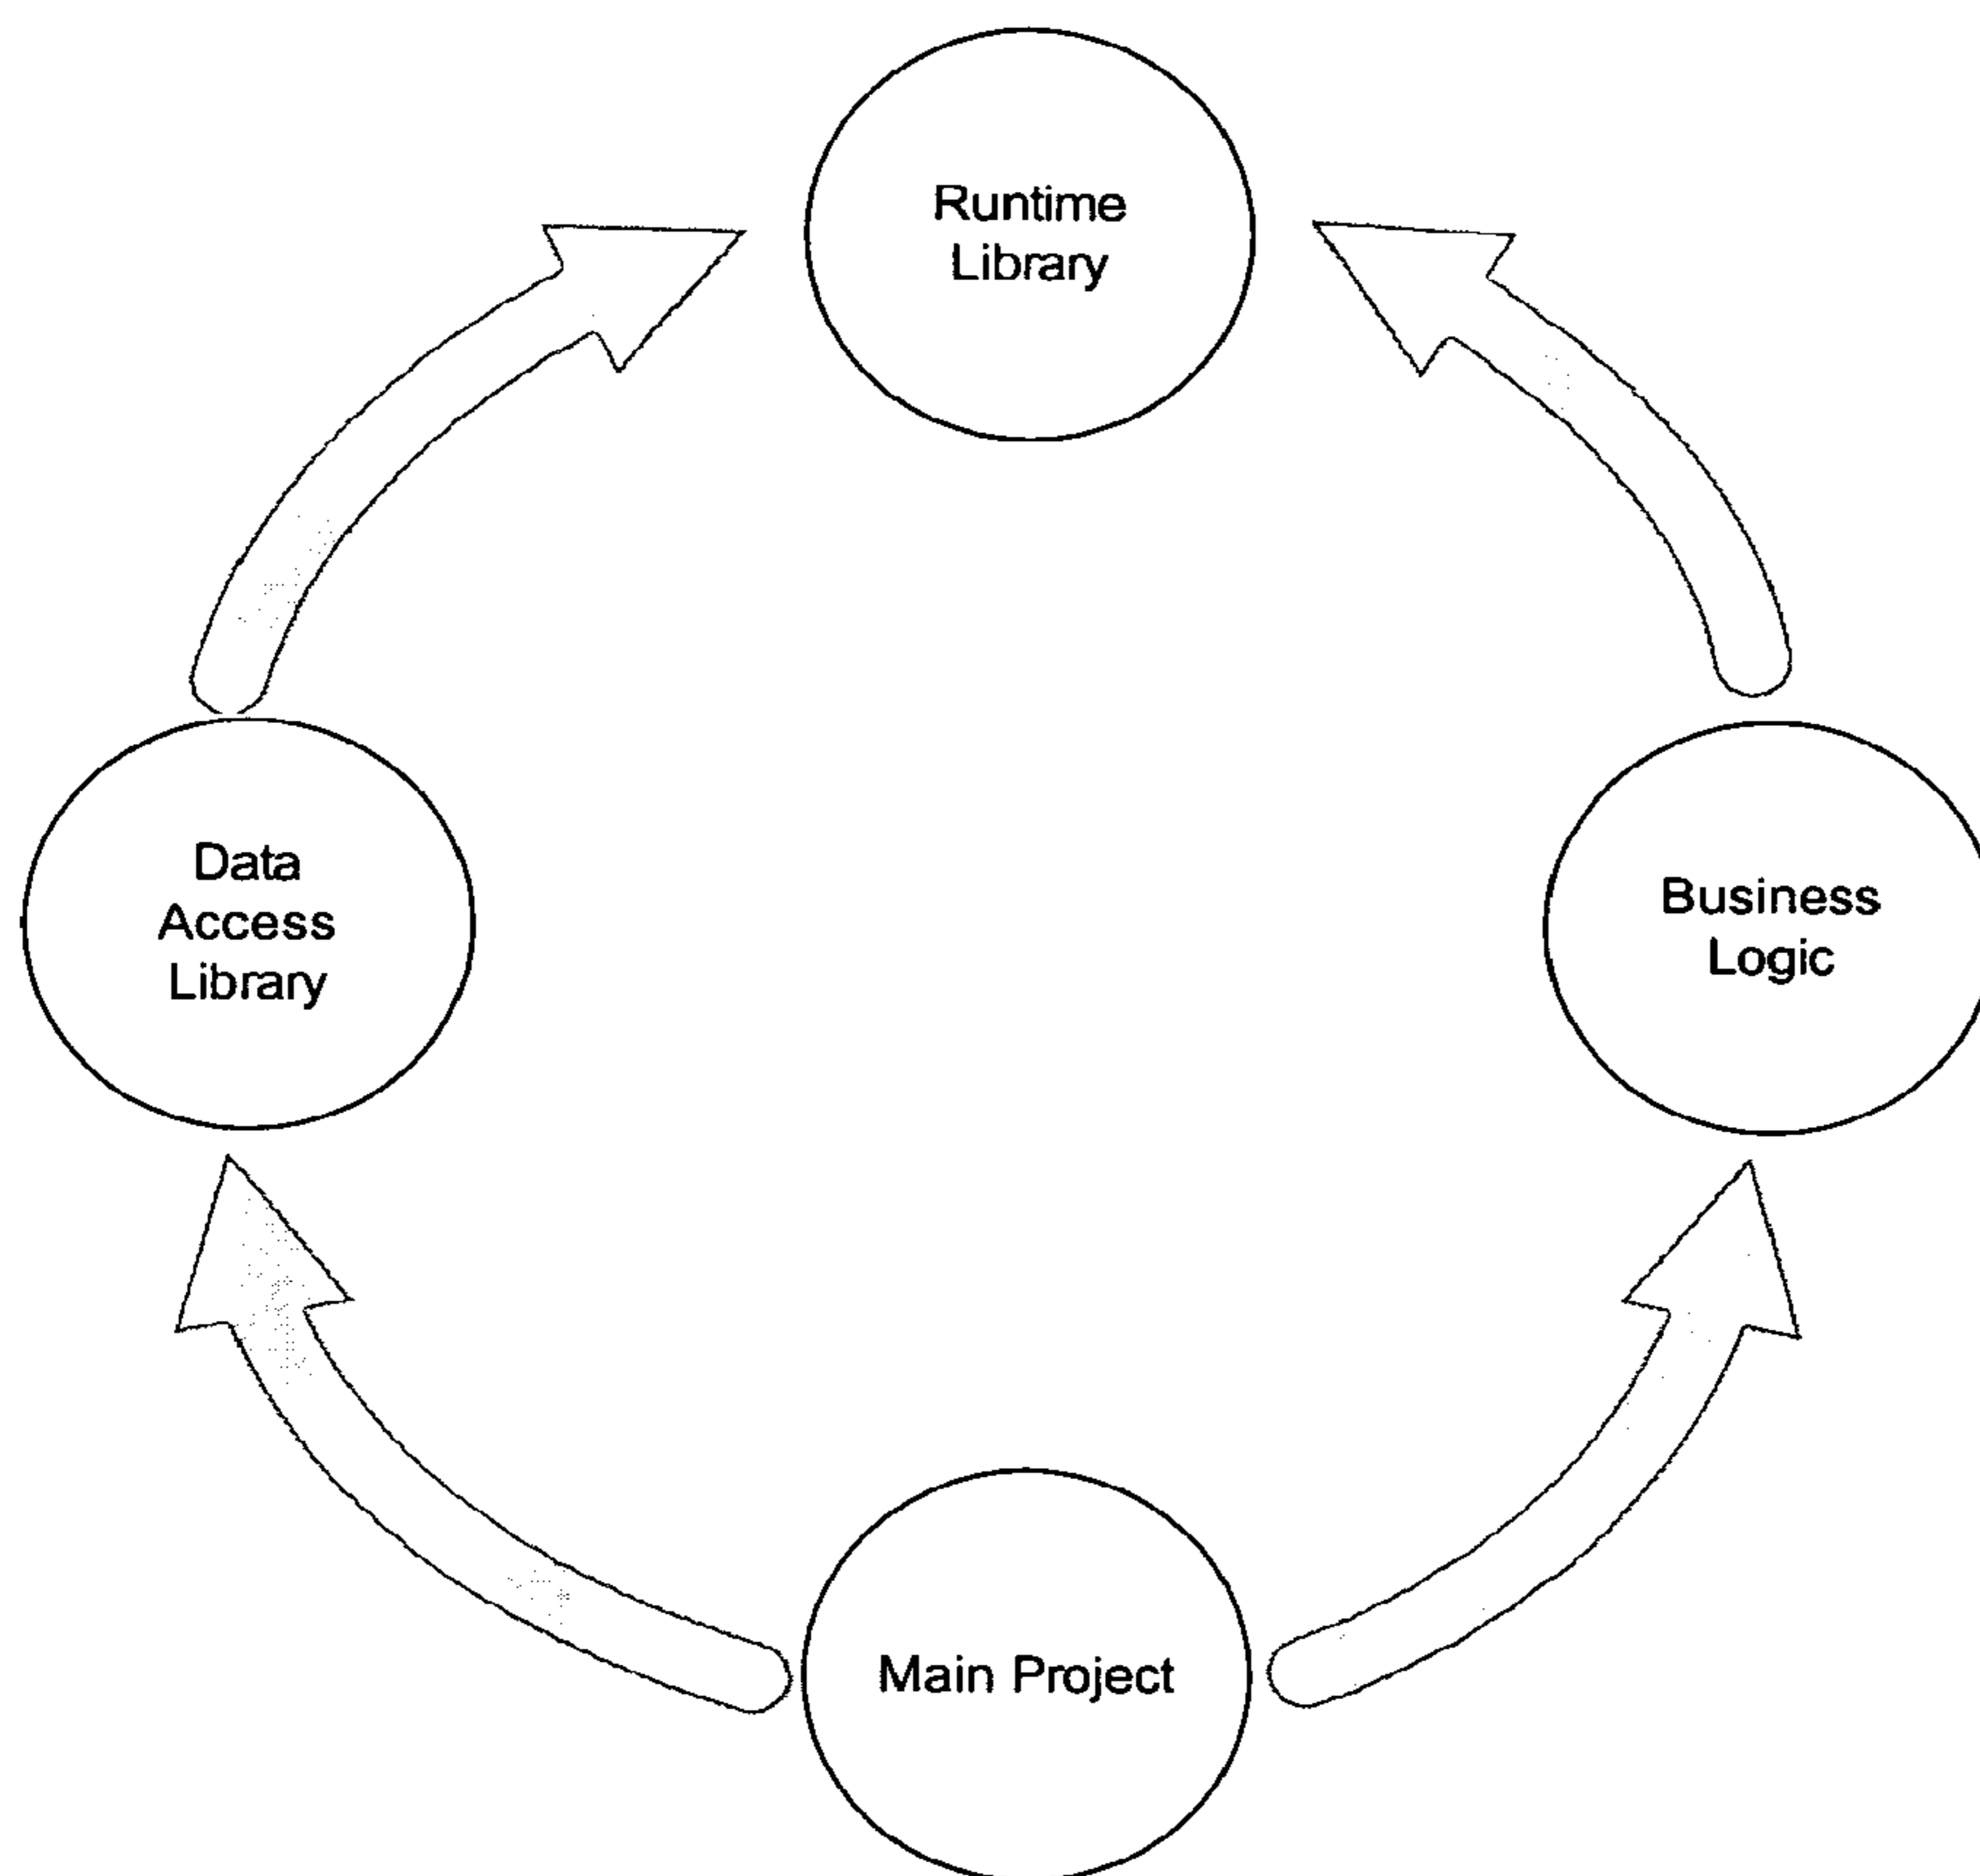 Runtime
Library
Data
Access
Library
Business
Logic
Main Project